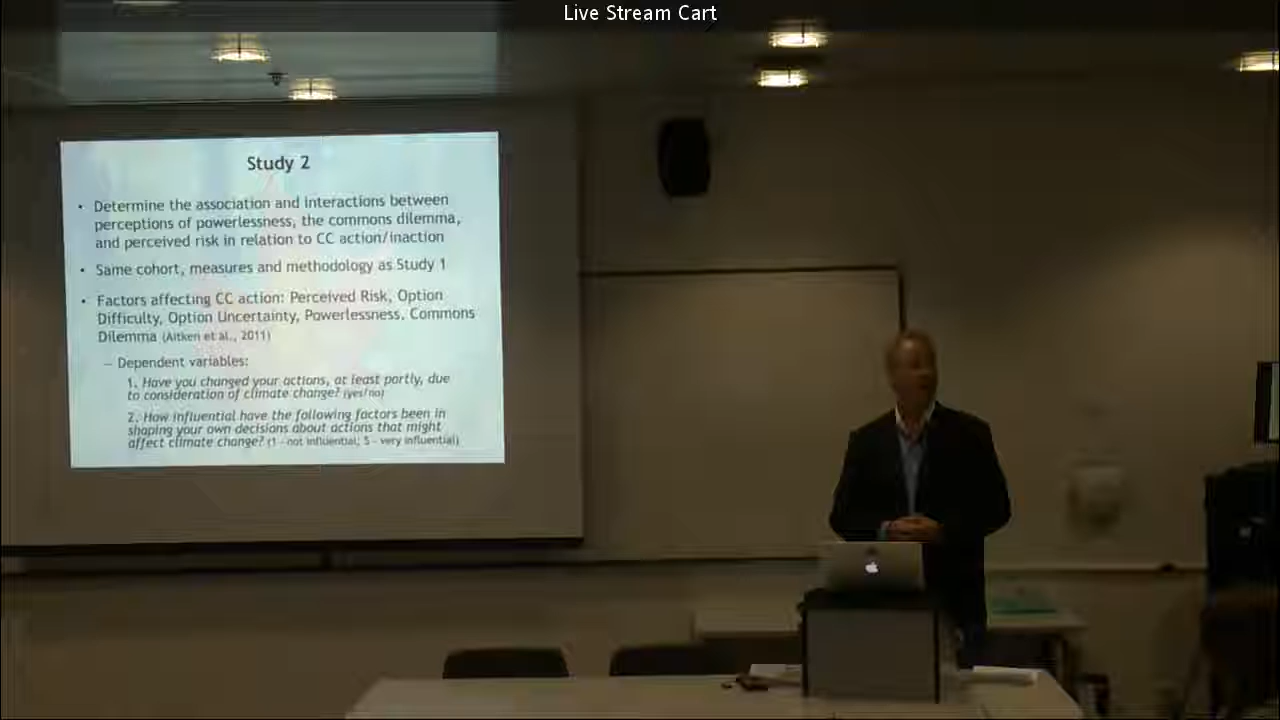 Live Stream Cart
Study 2
• Determine the association and interactions between
perceptions of powerlessness, the commons dilemma,
and perceived risk in relation to CC action/inaction
• Same cohort, measures and methodology as Study 1
• Factors affecting CC action: Perceived Risk, Option
Difficulty, Option Uncertainty, Powerlessness, Commons
Dilemma (Aitken et al., 2011)
– Dependent variables:
1. Have you changed your actions, at least partly, due
to consideration of climate change? (yes/no)
2. How influential have the following factors been in
shaping your own decisions about actions that might
affect climate change? (1 - not influential; 5 - very influential)